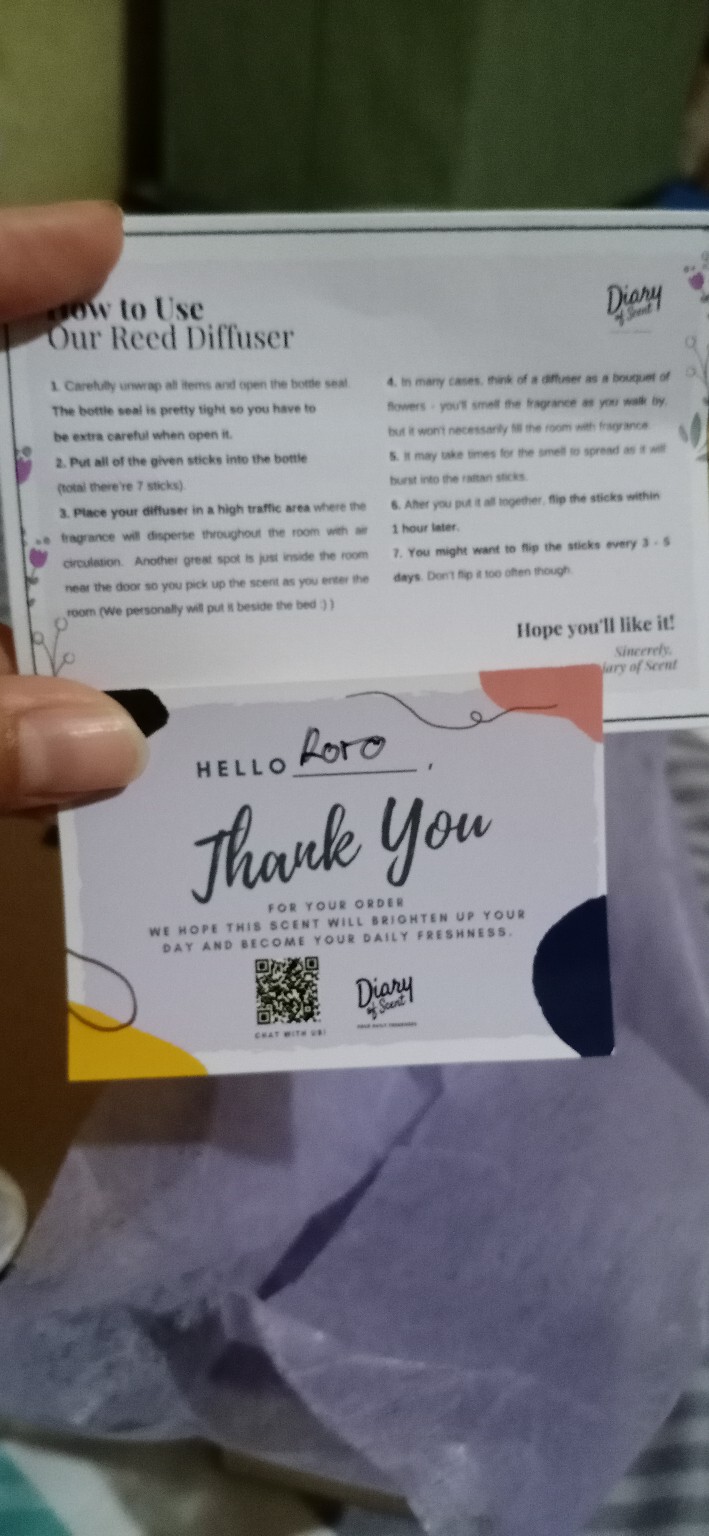 How to Use
Our Reed Diffuser
Diary
of Scent
1. Carefully unwrap all items and open the bottle seal.
The bottle seal is pretty tight so you have to
be extra careful when open it.
2. Put all of the given sticks into the bottle
(total there're 7 sticks).
3. Place your diffuser in a high traffic area where the
fragrance will disperse throughout the room with air
circulation. Another great spot is just inside the room
near the door so you pick up the scent as you enter the
room (We personally will put it beside the bed :) )
4. In many cases, think of a diffuser as a bouquet of
flowers - you'll smell the fragrance as you walk by,
but it won't necessarily fill the room with fragrance.
5. It may take times for the smell to spread as it will
burst into the rattan sticks.
6. After you put it all together, flip the sticks within
1 hour later.
7. You might want to flip the sticks every 3 - 5
days. Don't flip it too often though.
Hope you'll like it!
Sincerely,
Diary of Scent
HELLO Roro,
Thank You
FOR YOUR ORDER
WE HOPE THIS SCENT WILL BRIGHTEN UP YOUR
DAY AND BECOME YOUR DAILY FRESHNESS.
CHAT WITH US!
Diary
of Scent
YOUR DAILY FRESHNESS